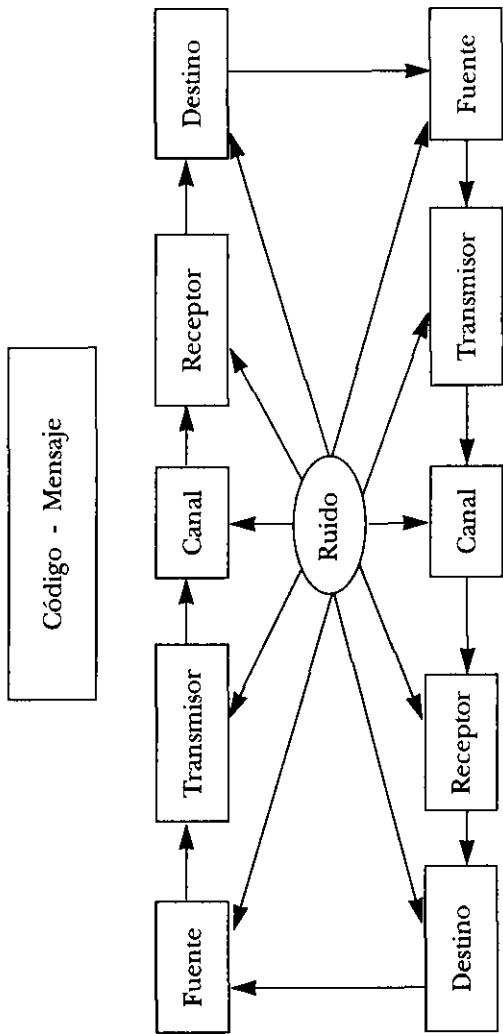 Código - Mensaje
Fuente
Transmisor
Canal
Receptor
Destino
Ruido
Destino
Receptor
Canal
Transmisor
Fuente